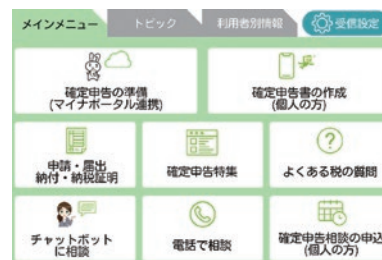 メインメニュー
トピック
利用者別情報
受信設定
確定申告の準備
(マイナポータル連携)
確定申告書の作成
(個人の方)
申請・届出
納付・納税証明
確定申告特集
よくある税の質問
チャットボット
に相談
電話で相談
確定申告相談の申込
(個人の方)